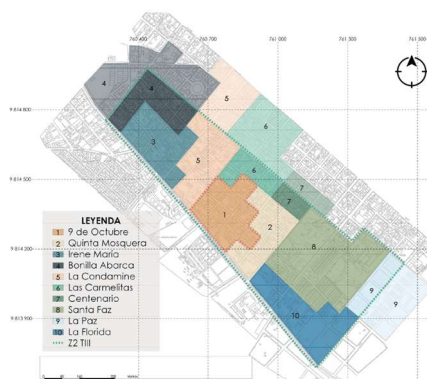 760 400
760 700
761 000
761 300
761 600
9 814 800
9 814 500
9 814 200
9 813 900
4
4
5
6
3
5
6
7
7
1
2
8
9
9
10
LEYENDA
1 9 de Octubre
2 Quinta Mosquera
3 Irene María
4 Bonilla Abarca
5 La Condamine
6 Las Carmelitas
7 Centenario
8 Santa Faz
9 La Paz
10 La Florida
Z2 TIII